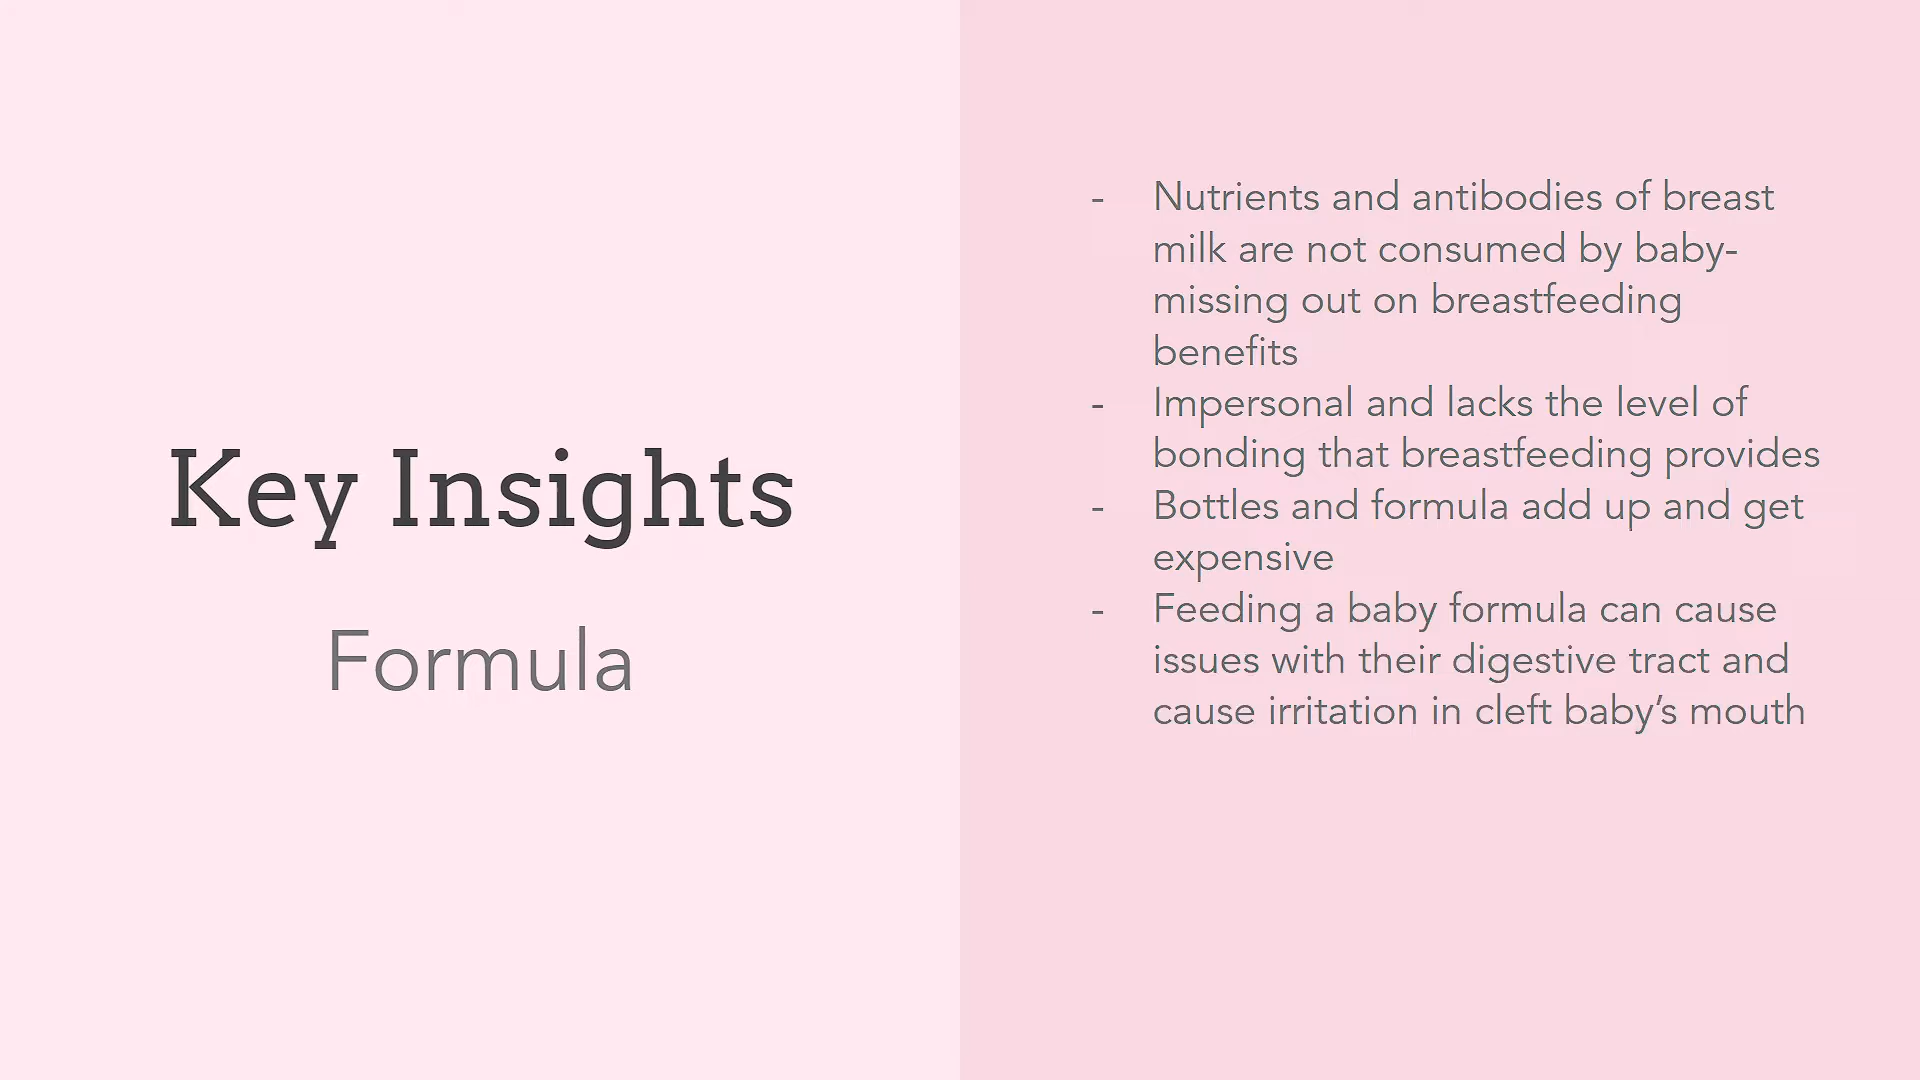 Key Insights
Formula
- Nutrients and antibodies of breast
milk are not consumed by baby-
missing out on breastfeeding
benefits
- Impersonal and lacks the level of
bonding that breastfeeding provides
- Bottles and formula add up and get
expensive
- Feeding a baby formula can cause
issues with their digestive tract and
cause irritation in cleft baby’s mouth